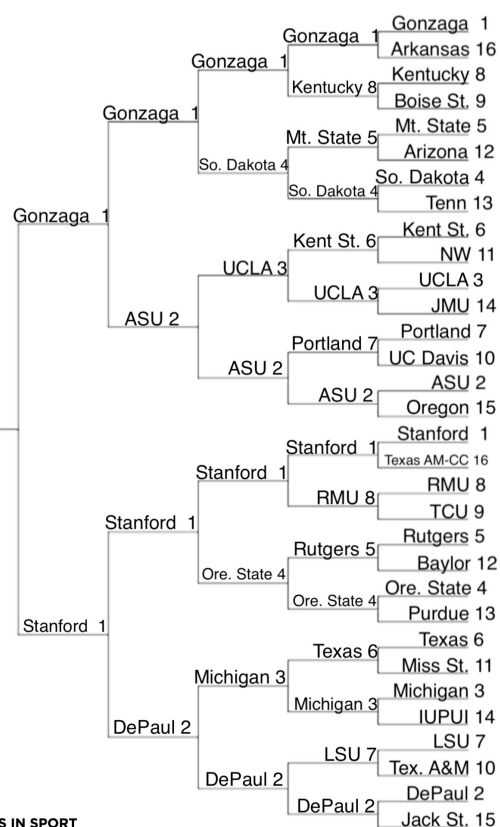 Gonzaga 1
Gonzaga 1
Arkansas 16
Gonzaga 1
Kentucky 8
Kentucky 8
Boise St. 9
Gonzaga 1
Mt. State 5
Mt. State 5
Arizona 12
So. Dakota 4
So. Dakota 4
So. Dakota 4
Tenn 13
Gonzaga 1
Kent St. 6
Kent St. 6
NW 11
UCLA 3
UCLA 3
UCLA 3
JMU 14
ASU 2
Portland 7
Portland 7
UC Davis 10
ASU 2
ASU 2
ASU 2
Oregon 15
Stanford 1
Stanford 1
Texas AM-CC 16
Stanford 1
RMU 8
RMU 8
TCU 9
Stanford 1
Rutgers 5
Rutgers 5
Baylor 12
Ore. State 4
Ore. State 4
Ore. State 4
Purdue 13
Stanford 1
Texas 6
Texas 6
Miss St. 11
Michigan 3
Michigan 3
Michigan 3
IUPUI 14
DePaul 2
LSU 7
LSU 7
Tex. A&M 10
DePaul 2
DePaul 2
DePaul 2
Jack St. 15
S IN SPORT